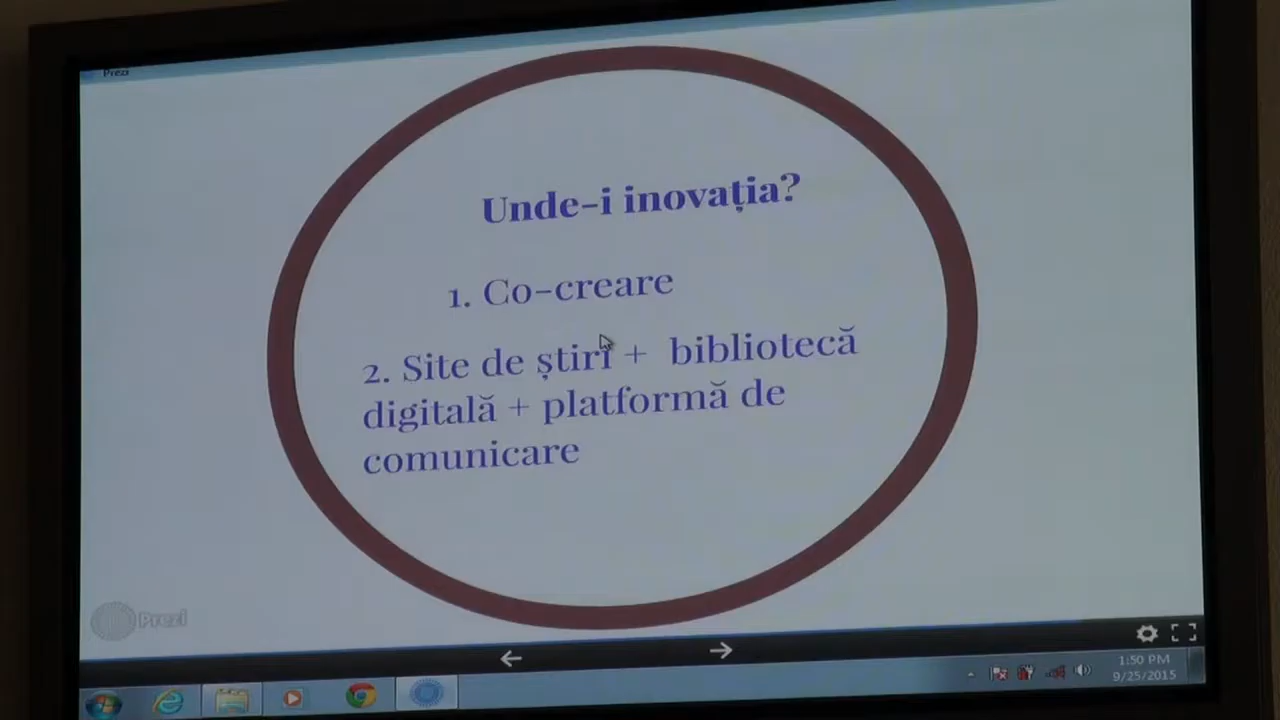 Prezi
Unde-i inovația?
1. Co-creare
2. Site de știri + bibliotecă
digitală + platformă de
comunicare
Prezi
1:50 PM
9/25/2015